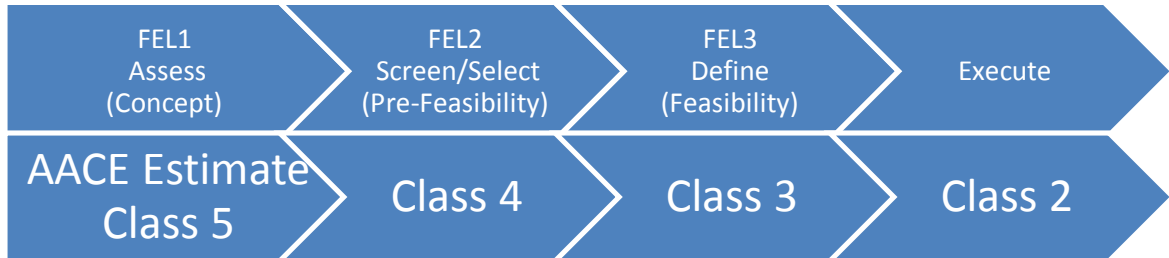 FEL1
Assess
(Concept)
FEL2
Screen/Select
(Pre-Feasibility)
FEL3
Define
(Feasibility)
Execute
AACE Estimate
Class 5
Class 4
Class 3
Class 2